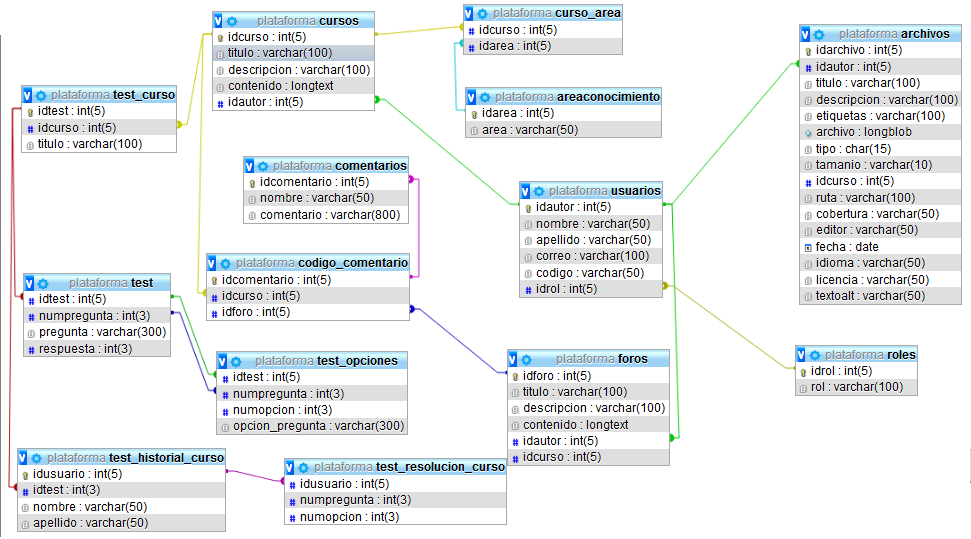 plataforma cursos
idcurso : int(5)
titulo : varchar(100)
descripcion : varchar(100)
contenido : longtext
idautor : int(5)
plataforma curso_area
idcurso : int(5)
idarea : int(5)
plataforma archivos
idarchivo : int(5)
idautor : int(5)
titulo : varchar(100)
descripcion : varchar(100)
etiquetas : varchar(100)
archivo : longblob
tipo : char(15)
tamanio : varchar(10)
idcurso : int(5)
ruta : varchar(100)
cobertura : varchar(50)
editor : varchar(50)
fecha : date
idioma : varchar(50)
licencia : varchar(50)
textoalt : varchar(50)
plataforma test_curso
idtest : int(5)
idcurso : int(5)
titulo : varchar(100)
plataforma areaconocimiento
idarea : int(5)
area : varchar(50)
plataforma comentarios
idcomentario : int(5)
nombre : varchar(50)
comentario : varchar(800)
plataforma usuarios
idautor : int(5)
nombre : varchar(50)
apellido : varchar(50)
correo : varchar(100)
codigo : varchar(50)
idrol : int(5)
plataforma codigo_comentario
idcomentario : int(5)
idcurso : int(5)
idforo : int(5)
plataforma test
idtest : int(5)
numpregunta : int(3)
pregunta : varchar(300)
respuesta : int(3)
plataforma test_opciones
idtest : int(5)
numpregunta : int(3)
numopcion : int(3)
opcion_pregunta : varchar(300)
plataforma foros
idforo : int(5)
titulo : varchar(100)
descripcion : varchar(100)
contenido : longtext
idautor : int(5)
idcurso : int(5)
plataforma roles
idrol : int(5)
rol : varchar(100)
plataforma test_historial_curso
idusuario : int(5)
idtest : int(3)
nombre : varchar(50)
apellido : varchar(50)
plataforma test_resolucion_curso
idusuario : int(5)
numpregunta : int(3)
numopcion : int(3)